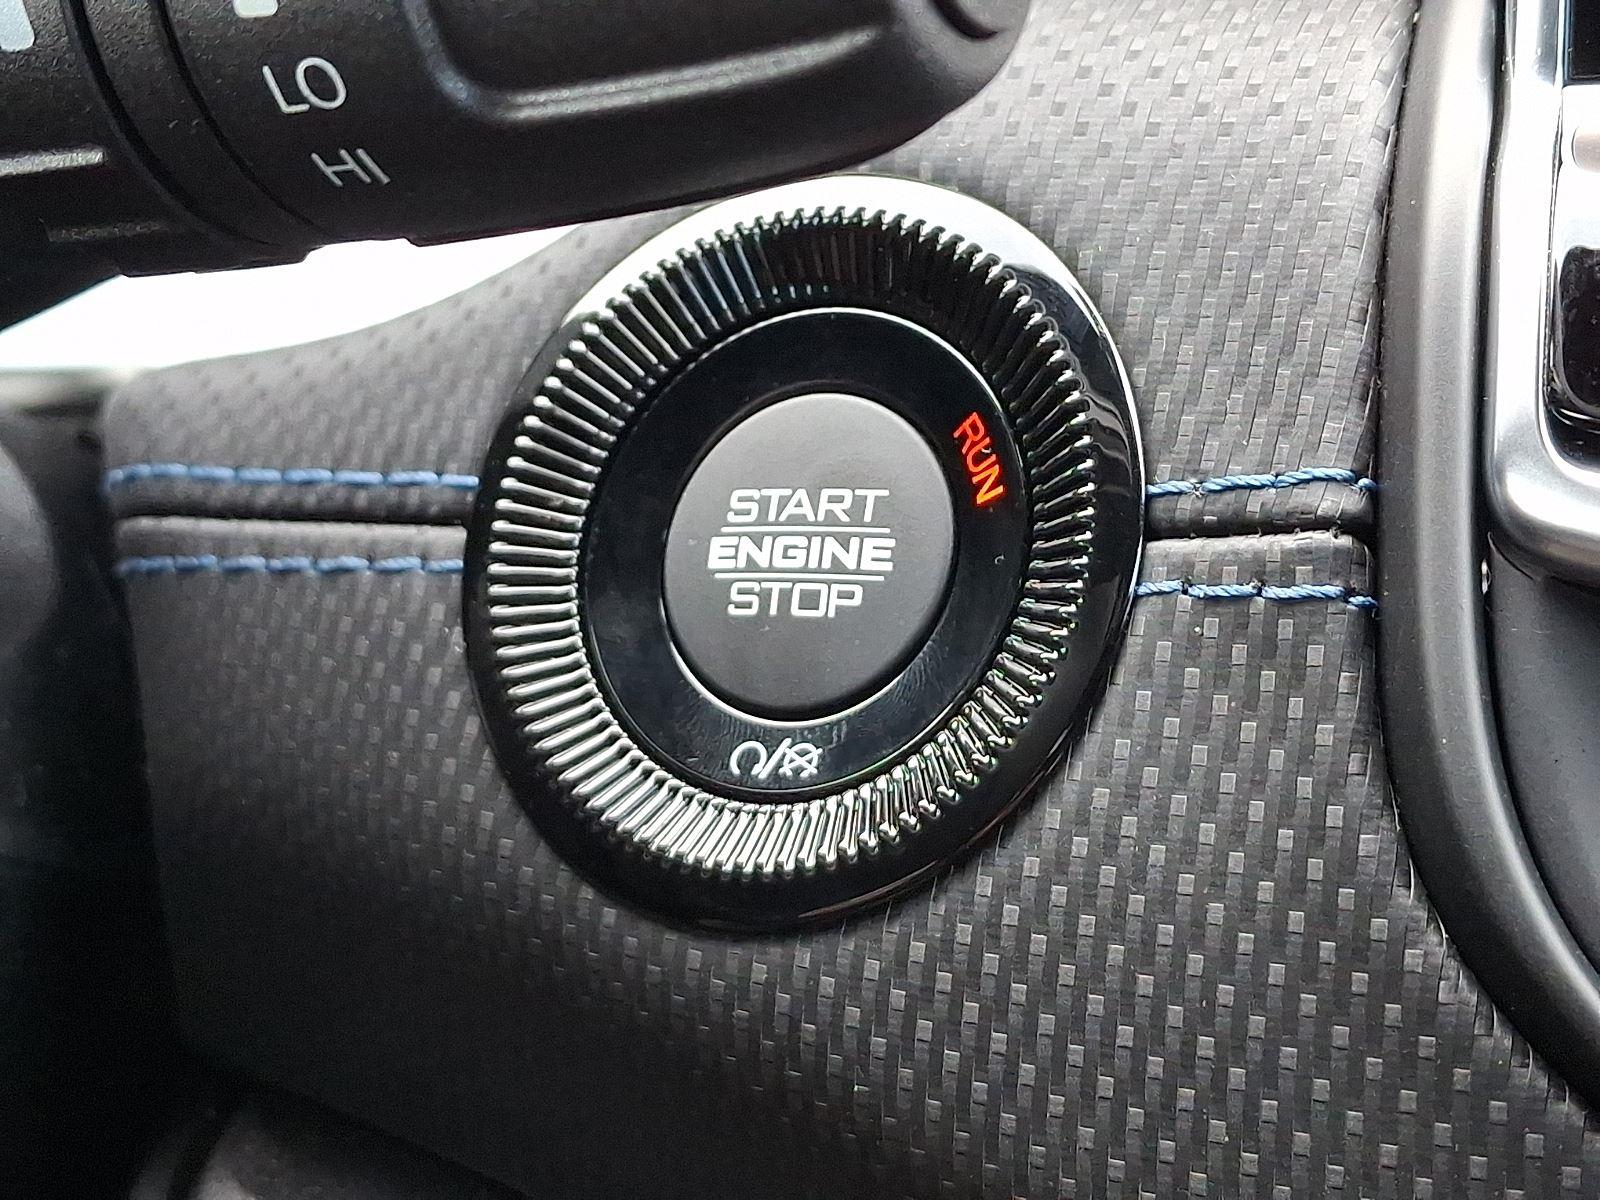 LO
HI
RUN
START
ENGINE
STOP